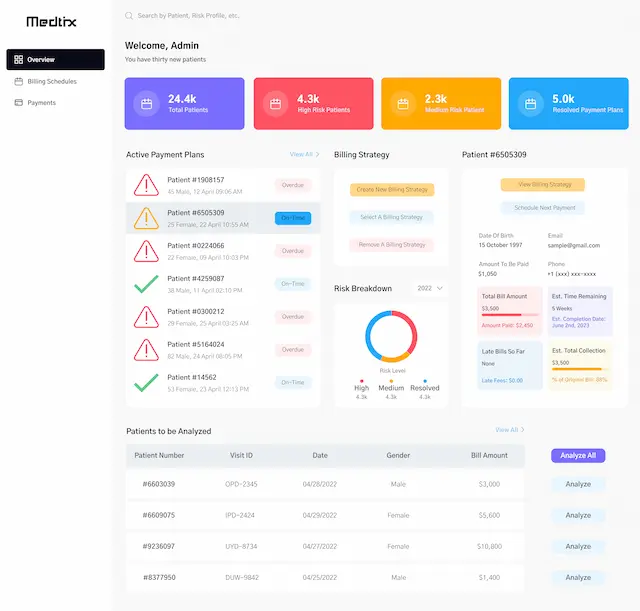 Medtix
Search by Patient, Risk Profile, etc.
Overview
Billing Schedules
Payments
Welcome, Admin
You have thirty new patients
24.4k
Total Patients
4.3k
High Risk Patients
2.3k
Medium Risk Patient
5.0k
Resolved Payment Plans
Active Payment Plans
View All
Patient #1908157
45 Male, 12 April 09:06 AM
Overdue
Patient #6505309
25 Female, 22 April 10:55 AM
On-Time
Patient #0224066
22 Female, 09 April 10:03 PM
Overdue
Patient #4259087
38 Male, 11 April 02:10 PM
On-Time
Patient #0300212
29 Female, 25 April 03:25 AM
Overdue
Patient #5164024
82 Male, 24 April 06:05 PM
Overdue
Patient #14562
53 Female, 23 April 12:13 PM
On-Time
Billing Strategy
Create New Billing Strategy
Select A Billing Strategy
Remove A Billing Strategy
Risk Breakdown
2022
Risk Level
High Medium Resolved
4.3k 4.3k 4.3k
Patient #6505309
View Billing Strategy
Schedule Next Payment
Date Of Birth Email
15 October 1997 sample@gmail.com
Amount To Be Paid Phone
$1,050 +1 (xxx) xxx-xxxx
Total Bill Amount
$3,500
Amount Paid: $2,450
Est. Time Remaining
5 Weeks
Est. Completion Date:
June 2nd, 2023
Late Bills So Far
None
Late Fees: $0.00
Est. Total Collection
$3,500
% of Original Bill:
Patients to be Analyzed
View All
Patient Number Visit ID Date Gender Bill Amount
Analyze All
#6603039 OPD-2345 04/28/2022 Male $3,000 Analyze
#6609075 IPD-2424 04/29/2022 Female $5,600 Analyze
#9236097 UYD-8734 04/27/2022 Female $10,800 Analyze
#8377950 DUW-9842 04/25/2022 Male $1,400 Analyze